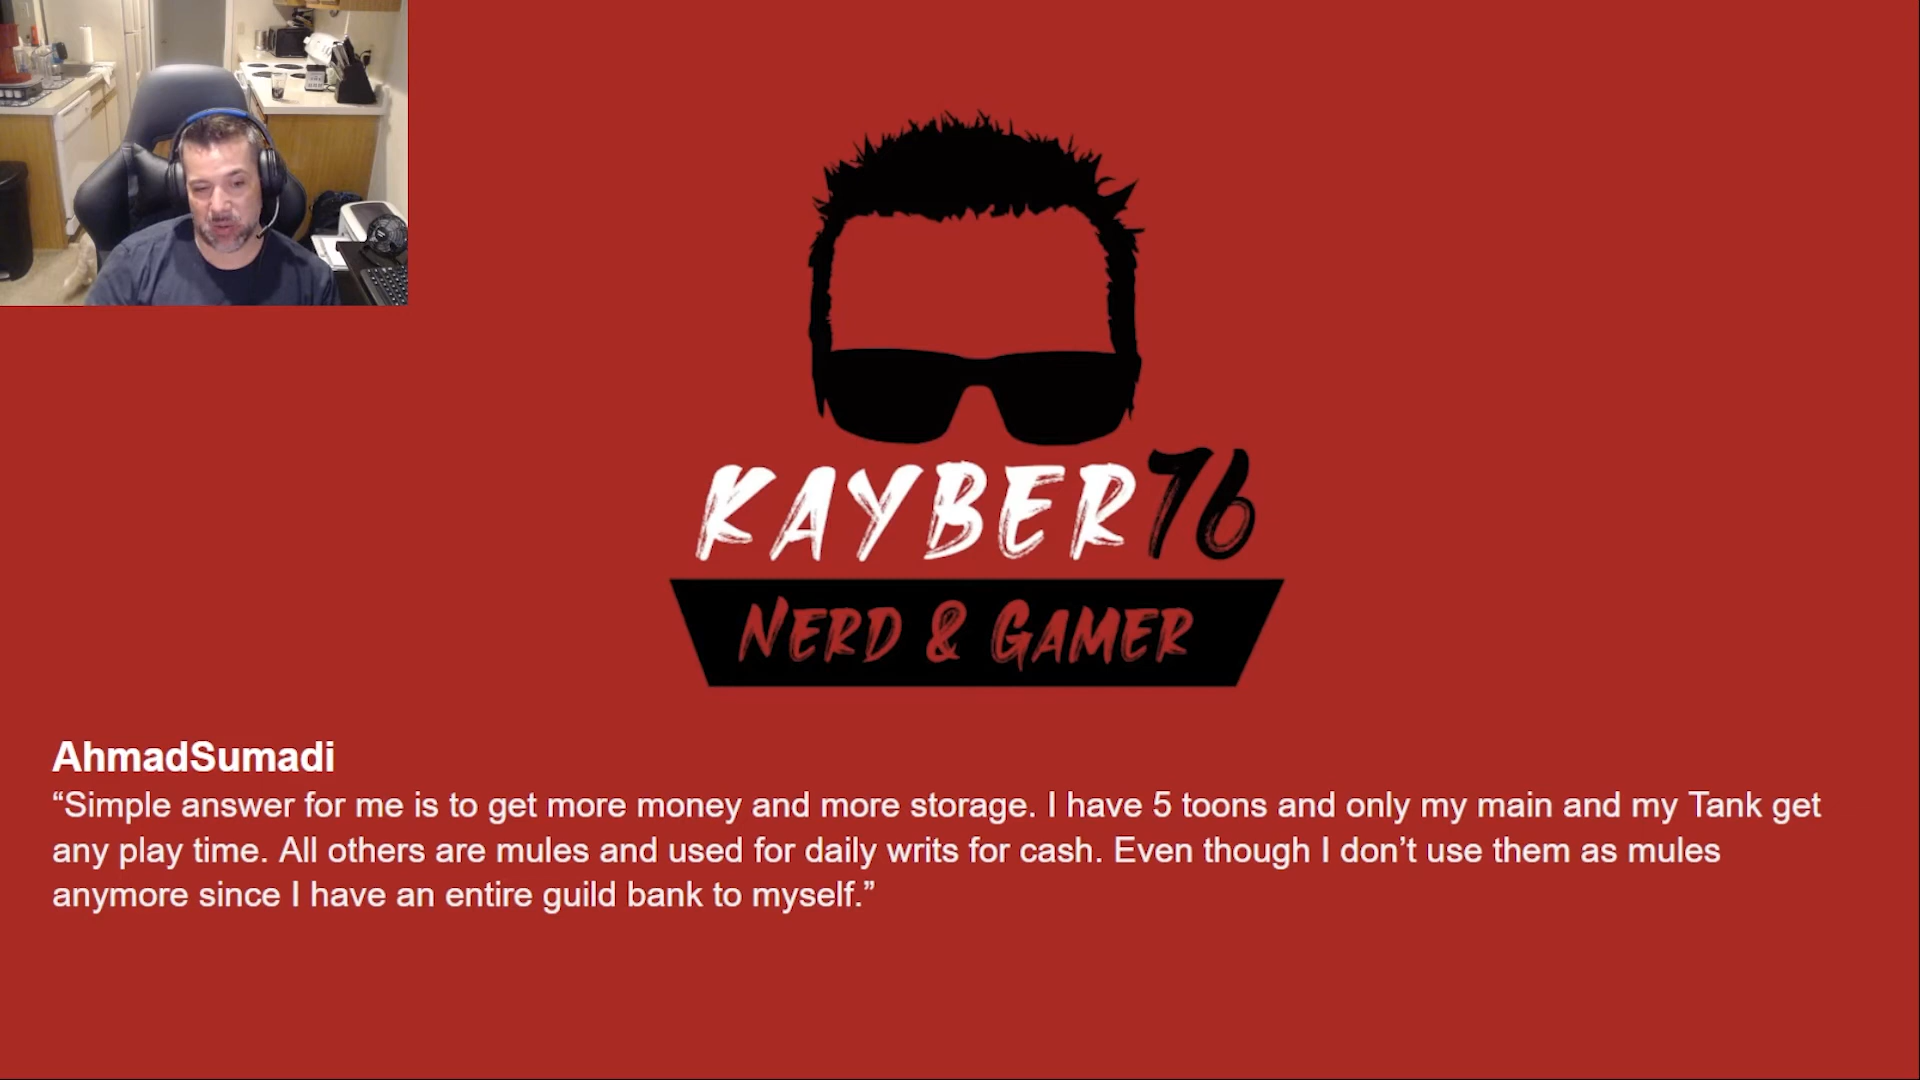 KAYBER76
NERD & GAMER
AhmadSumadi
“Simple answer for me is to get more money and more storage. I have 5 toons and only my main and my Tank get
any play time. All others are mules and used for daily writs for cash. Even though I don’t use them as mules
anymore since I have an entire guild bank to myself.”